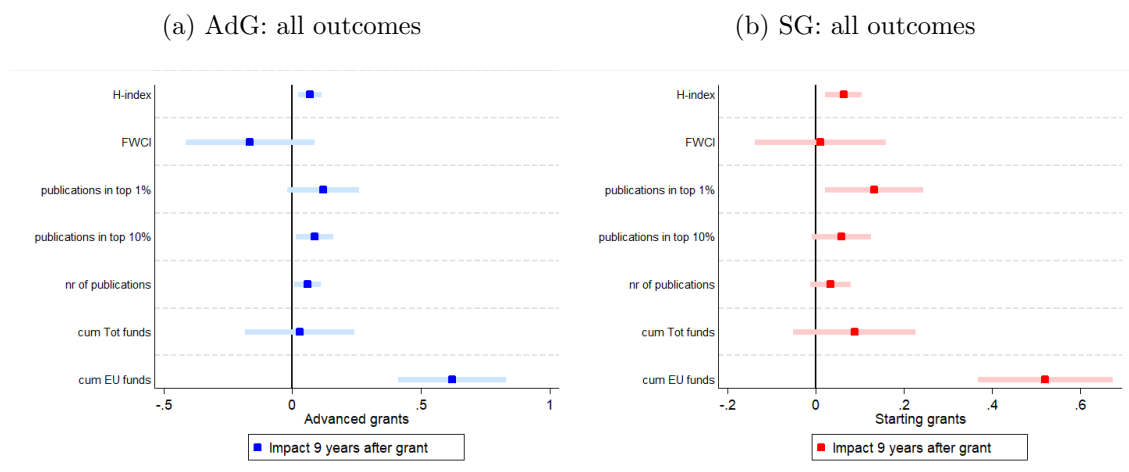 (a) AdG: all outcomes
H-index
FWCI
publications in top 1%
publications in top 10%
nr of publications
cum Tot funds
cum EU funds
-.5 0 .5 1
Advanced grants
Impact 9 years after grant
(b) SG: all outcomes
H-index
FWCI
publications in top 1%
publications in top 10%
nr of publications
cum Tot funds
cum EU funds
-.2 0 .2 .4 .6
Starting grants
Impact 9 years after grant